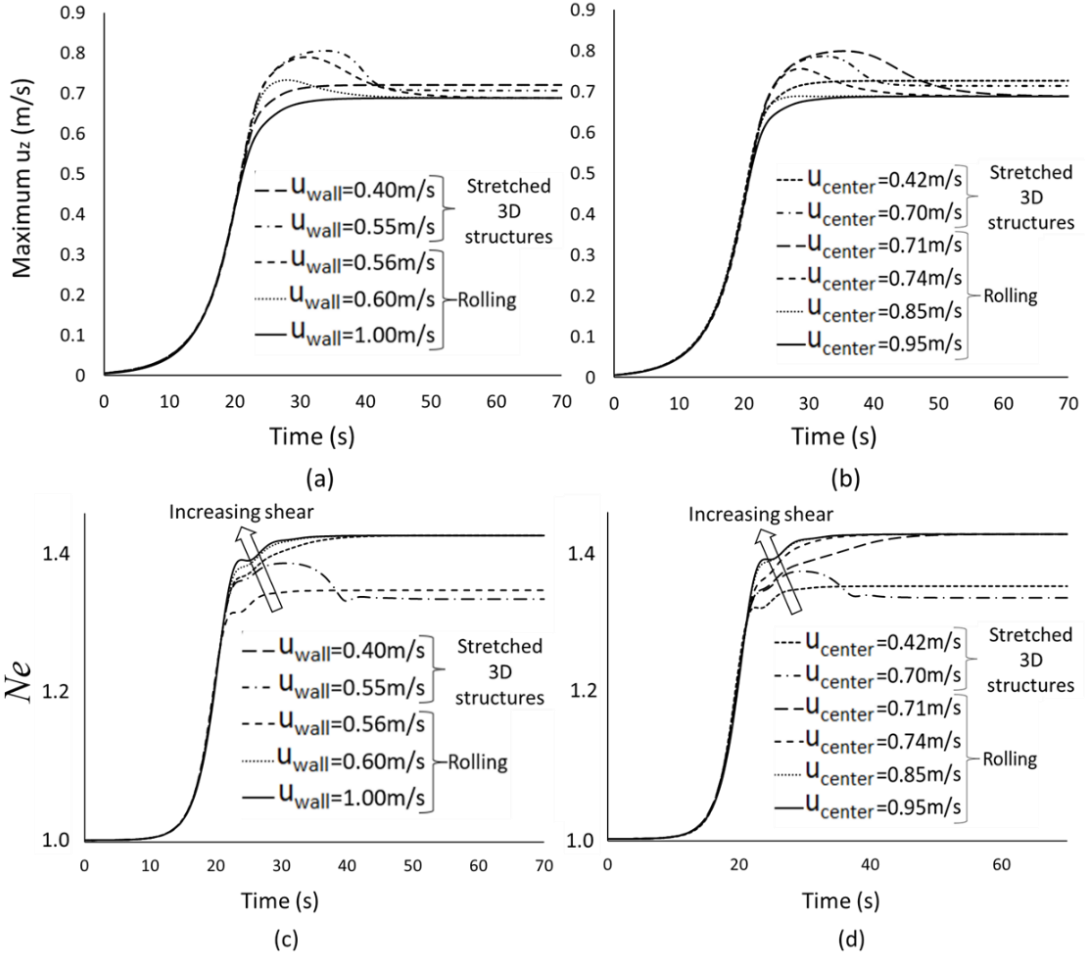 0.9
0.8
0.7
0.6
0.5
0.4
0.3
0.2
0.1
0
Maximum uz (m/s)
uwall=0.40m/s
uwall=0.55m/s
uwall=0.56m/s
uwall=0.60m/s
uwall=1.00m/s
Stretched
3D
structures
Rolling
0 10 20 30 40 50 60 70
Time (s)
(a)
0.9
0.8
0.7
0.6
0.5
0.4
0.3
0.2
0.1
0
ucenter=0.42m/s
ucenter=0.70m/s
ucenter=0.71m/s
ucenter=0.74m/s
ucenter=0.85m/s
ucenter=0.95m/s
Stretched
3D
structures
Rolling
0 10 20 30 40 50 60 70
Time (s)
(b)
Increasing shear
1.4
1.2
1.0
Ne
uwall=0.40m/s
uwall=0.55m/s
uwall=0.56m/s
uwall=0.60m/s
uwall=1.00m/s
Stretched
3D
structures
Rolling
0 10 20 30 40 50 60 70
Time (s)
(c)
Increasing shear
1.4
1.2
1.0
ucenter=0.42m/s
ucenter=0.70m/s
ucenter=0.71m/s
ucenter=0.74m/s
ucenter=0.85m/s
ucenter=0.95m/s
Stretched
3D
structures
Rolling
0 20 40 60
Time (s)
(d)